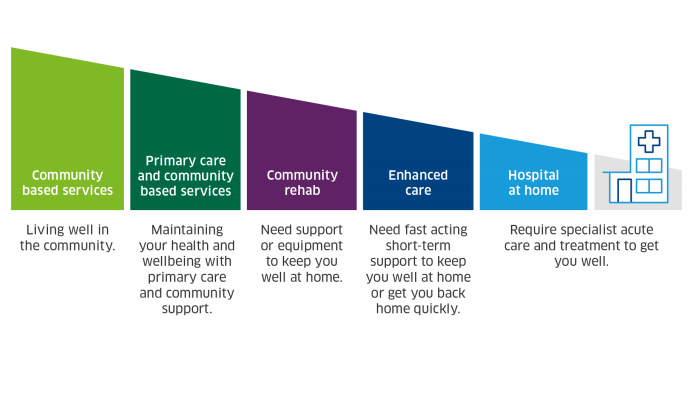 Community
based services
Primary care
and community
based services
Community
rehab
Enhanced
care
Hospital
at home
Living well in
the community.
Maintaining
your health and
wellbeing with
primary care
and community
support.
Need support
or equipment
to keep you
well at home.
Need fast acting
short-term
support to keep
you well at home
or get you back
home quickly.
Require specialist acute
care and treatment to get
you well.